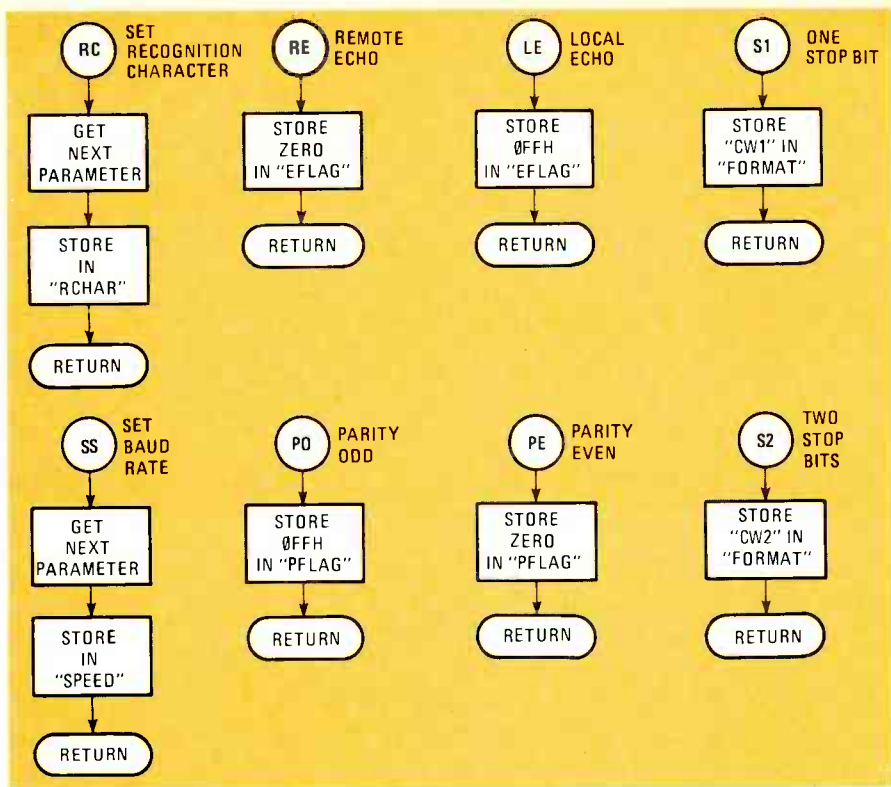 RC
SET
RECOGNITION
CHARACTER
GET
NEXT
PARAMETER
STORE
IN
"RCHAR"
RETURN
RE
REMOTE
ECHO
STORE
ZERO
IN "EFLAG"
RETURN
LE
LOCAL
ECHO
STORE
ØFFH
IN "EFLAG"
RETURN
S1
ONE
STOP BIT
STORE
"CW1" IN
"FORMAT"
RETURN
SS
SET
BAUD
RATE
GET
NEXT
PARAMETER
STORE
IN
"SPEED"
RETURN
PO
PARITY
ODD
STORE
ØFFH
IN "PFLAG"
RETURN
PE
PARITY
EVEN
STORE
ZERO
IN "PFLAG"
RETURN
S2
TWO
STOP
BITS
STORE
"CW2" IN
"FORMAT"
RETURN